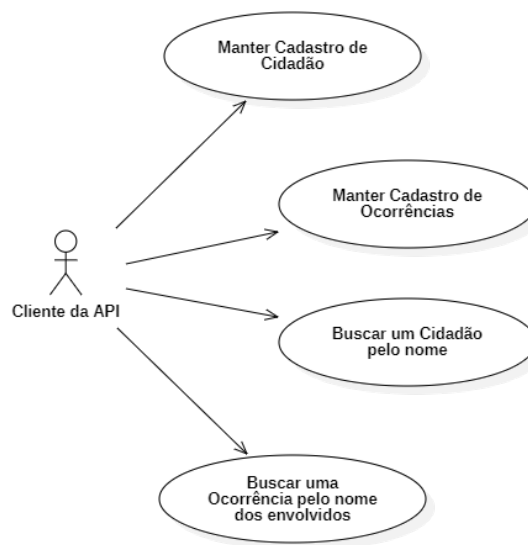 Manter Cadastro de
Cidadão
Manter Cadastro de
Ocorrências
Cliente da API
Buscar um Cidadão
pelo nome
Buscar uma
Ocorrência pelo nome
dos envolvidos